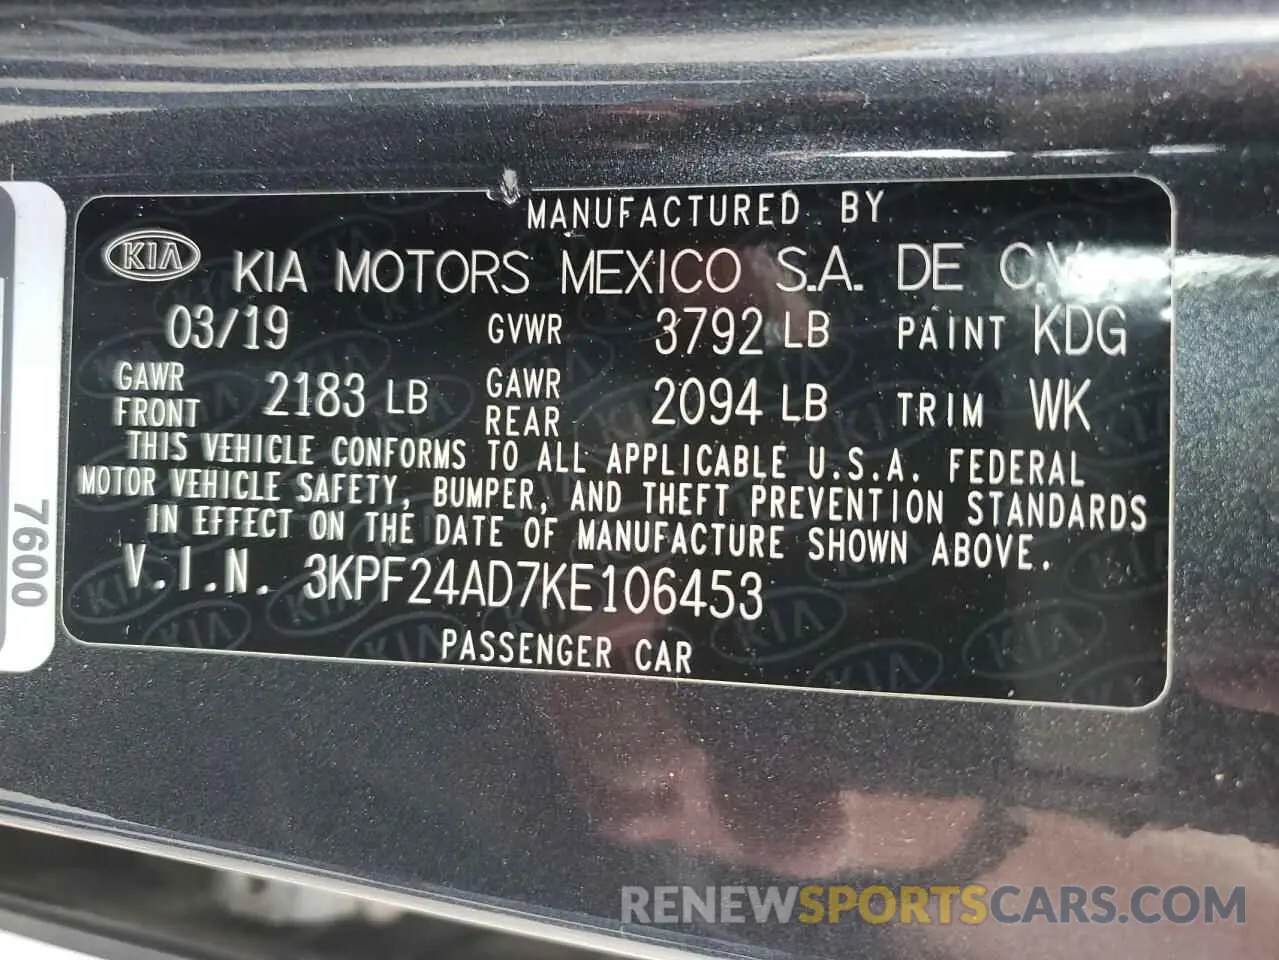 MANUFACTURED BY
KIA KIA MOTORS MEXICO S.A. DE C.V.
03/19 GVWR 3792 LB PAINT KDG
GAWR FRONT 2183 LB GAWR REAR 2094 LB TRIM WK
THIS VEHICLE CONFORMS TO ALL APPLICABLE U.S.A. FEDERAL
MOTOR VEHICLE SAFETY, BUMPER, AND THEFT PREVENTION STANDARDS
IN EFFECT ON THE DATE OF MANUFACTURE SHOWN ABOVE.
V.I.N. 3KPF24AD7KE106453
PASSENGER CAR
7600
RENEWSPORTSCARS.COM